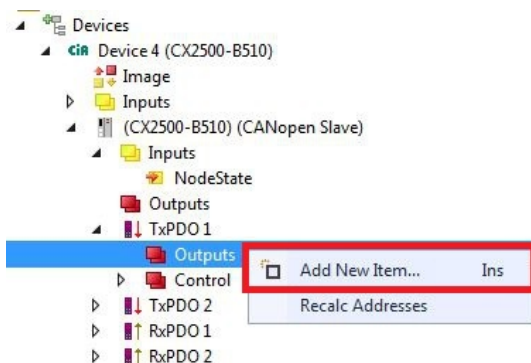 Devices
CiA Device 4 (CX2500-B510)
Image
Inputs
(CX2500-B510) (CANopen Slave)
Inputs
NodeState
Outputs
TxPDO 1
Outputs
Add New Item... Ins
Control
Recalc Addresses
TxPDO 2
RxPDO 1
RxPDO 2